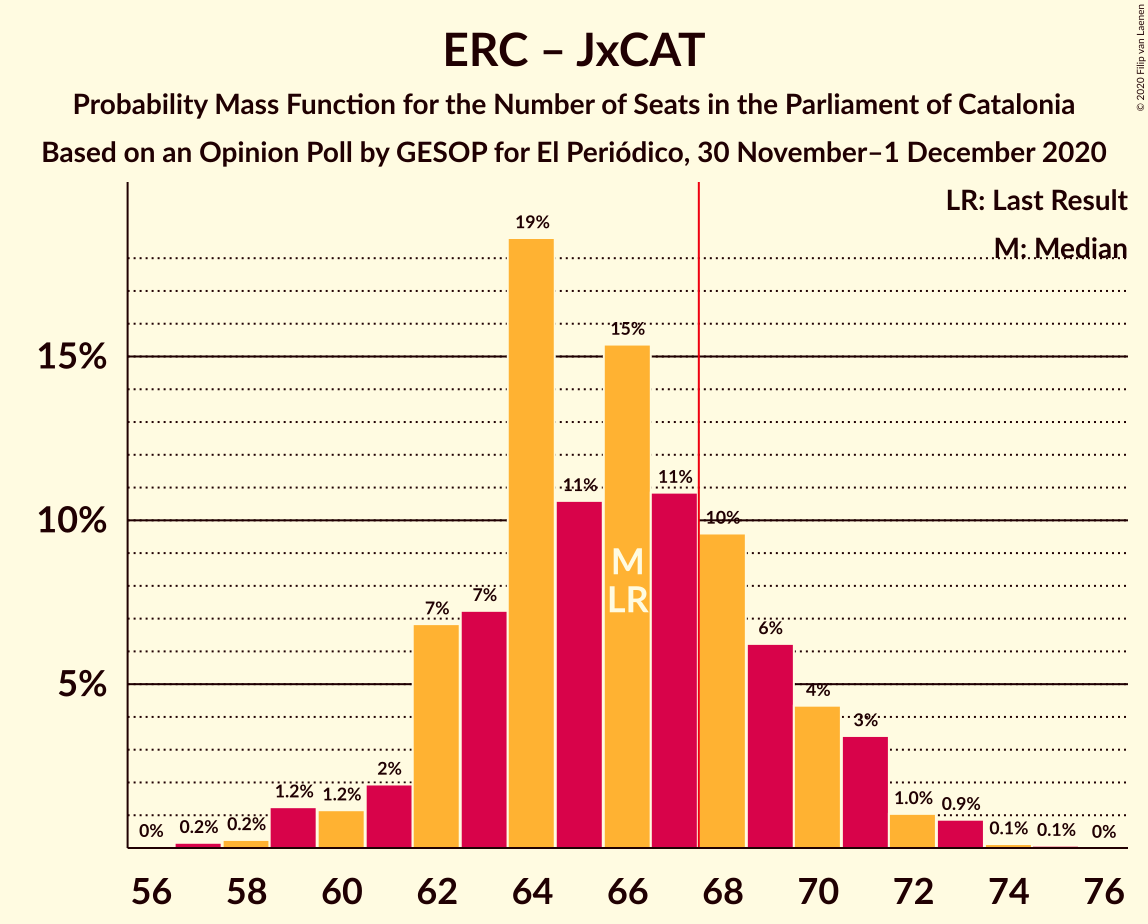 ERC – JxCAT
Probability Mass Function for the Number of Seats in the Parliament of Catalonia
Based on an Opinion Poll by GESOP for El Periódico, 30 November–1 December 2020
© 2020 Filip van Laenen
LR: Last Result
M: Median
15%
10%
5%
0%
0.2%
0.2%
1.2%
1.2%
2%
7%
7%
19%
11%
15%
11%
10%
6%
4%
3%
1.0%
0.9%
0.1%
0.1%
0%
M
LR
56 58 60 62 64 66 68 70 72 74 76